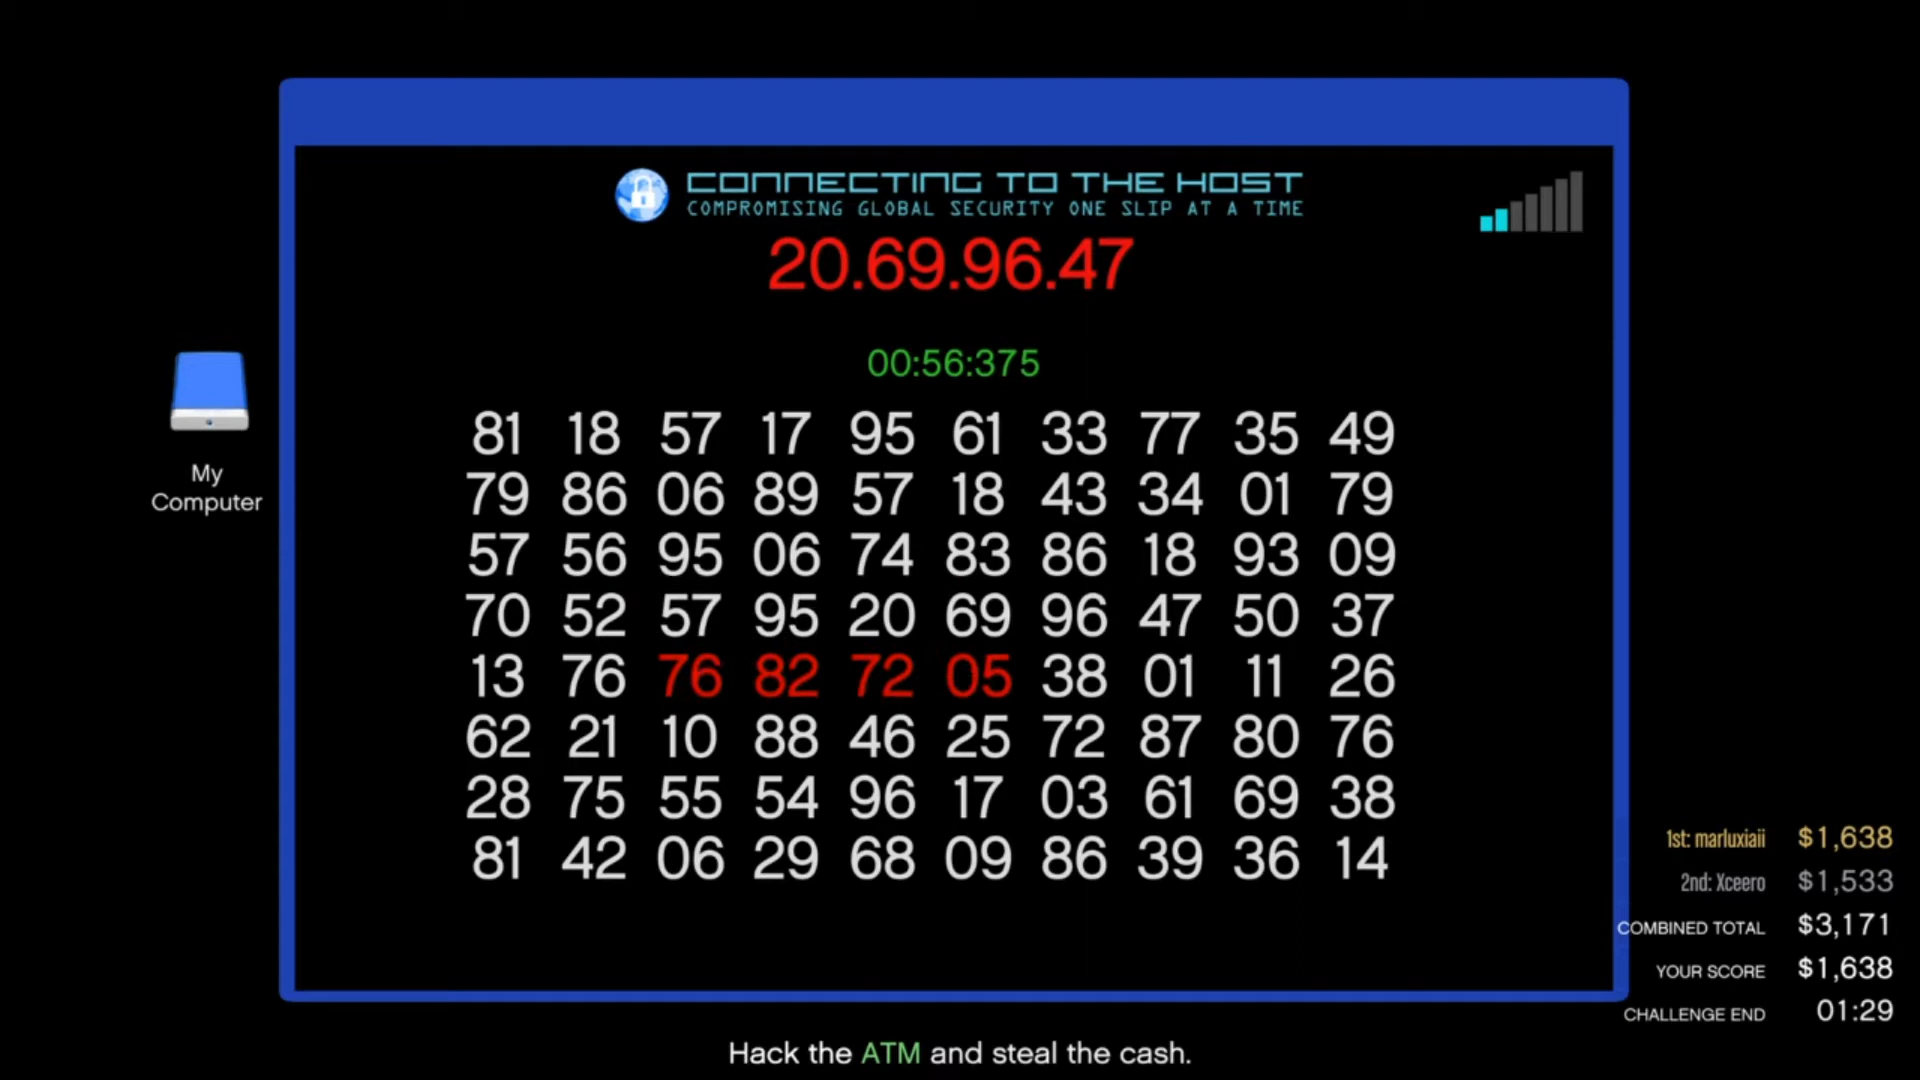 CONNECTING TO THE HOST
COMPROMISING GLOBAL SECURITY ONE SLIP AT A TIME
20.69.96.47
00:56:375
My
Computer
81 18 57 17 95 61 33 77 35 49
79 86 06 89 57 18 43 34 01 79
57 56 95 06 74 83 86 18 93 09
70 52 57 95 20 69 96 47 50 37
13 76 76 82 72 05 38 01 11 26
62 21 10 88 46 25 72 87 80 76
28 75 55 54 96 17 03 61 69 38
81 42 06 29 68 09 86 39 36 14
1st: marluxiaii $1,638
2nd: Xceero $1,533
COMBINED TOTAL $3,171
YOUR SCORE $1,638
CHALLENGE END 01:29
Hack the ATM and steal the cash.